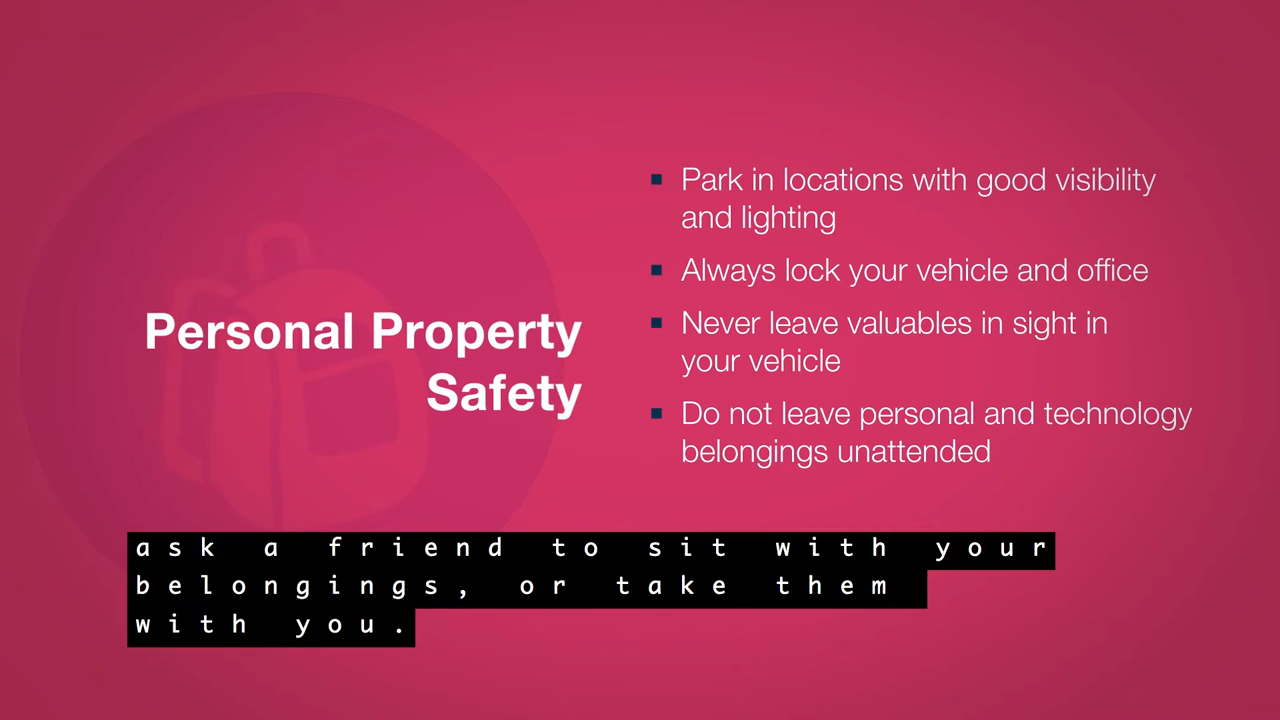 Personal Property
Safety
▪ Park in locations with good visibility
and lighting
▪ Always lock your vehicle and office
▪ Never leave valuables in sight in
your vehicle
▪ Do not leave personal and technology
belongings unattended
ask a friend to sit with your
belongings, or take them
with you.